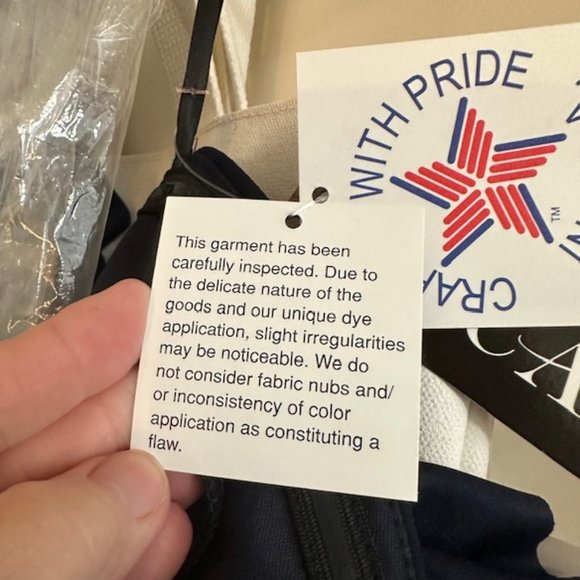 WITH PRIDE
CRA
TM
CA
This garment has been
carefully inspected. Due to
the delicate nature of the
goods and our unique dye
application, slight irregularities
may be noticeable. We do
not consider fabric nubs and/
or inconsistency of color
application as constituting a
flaw.